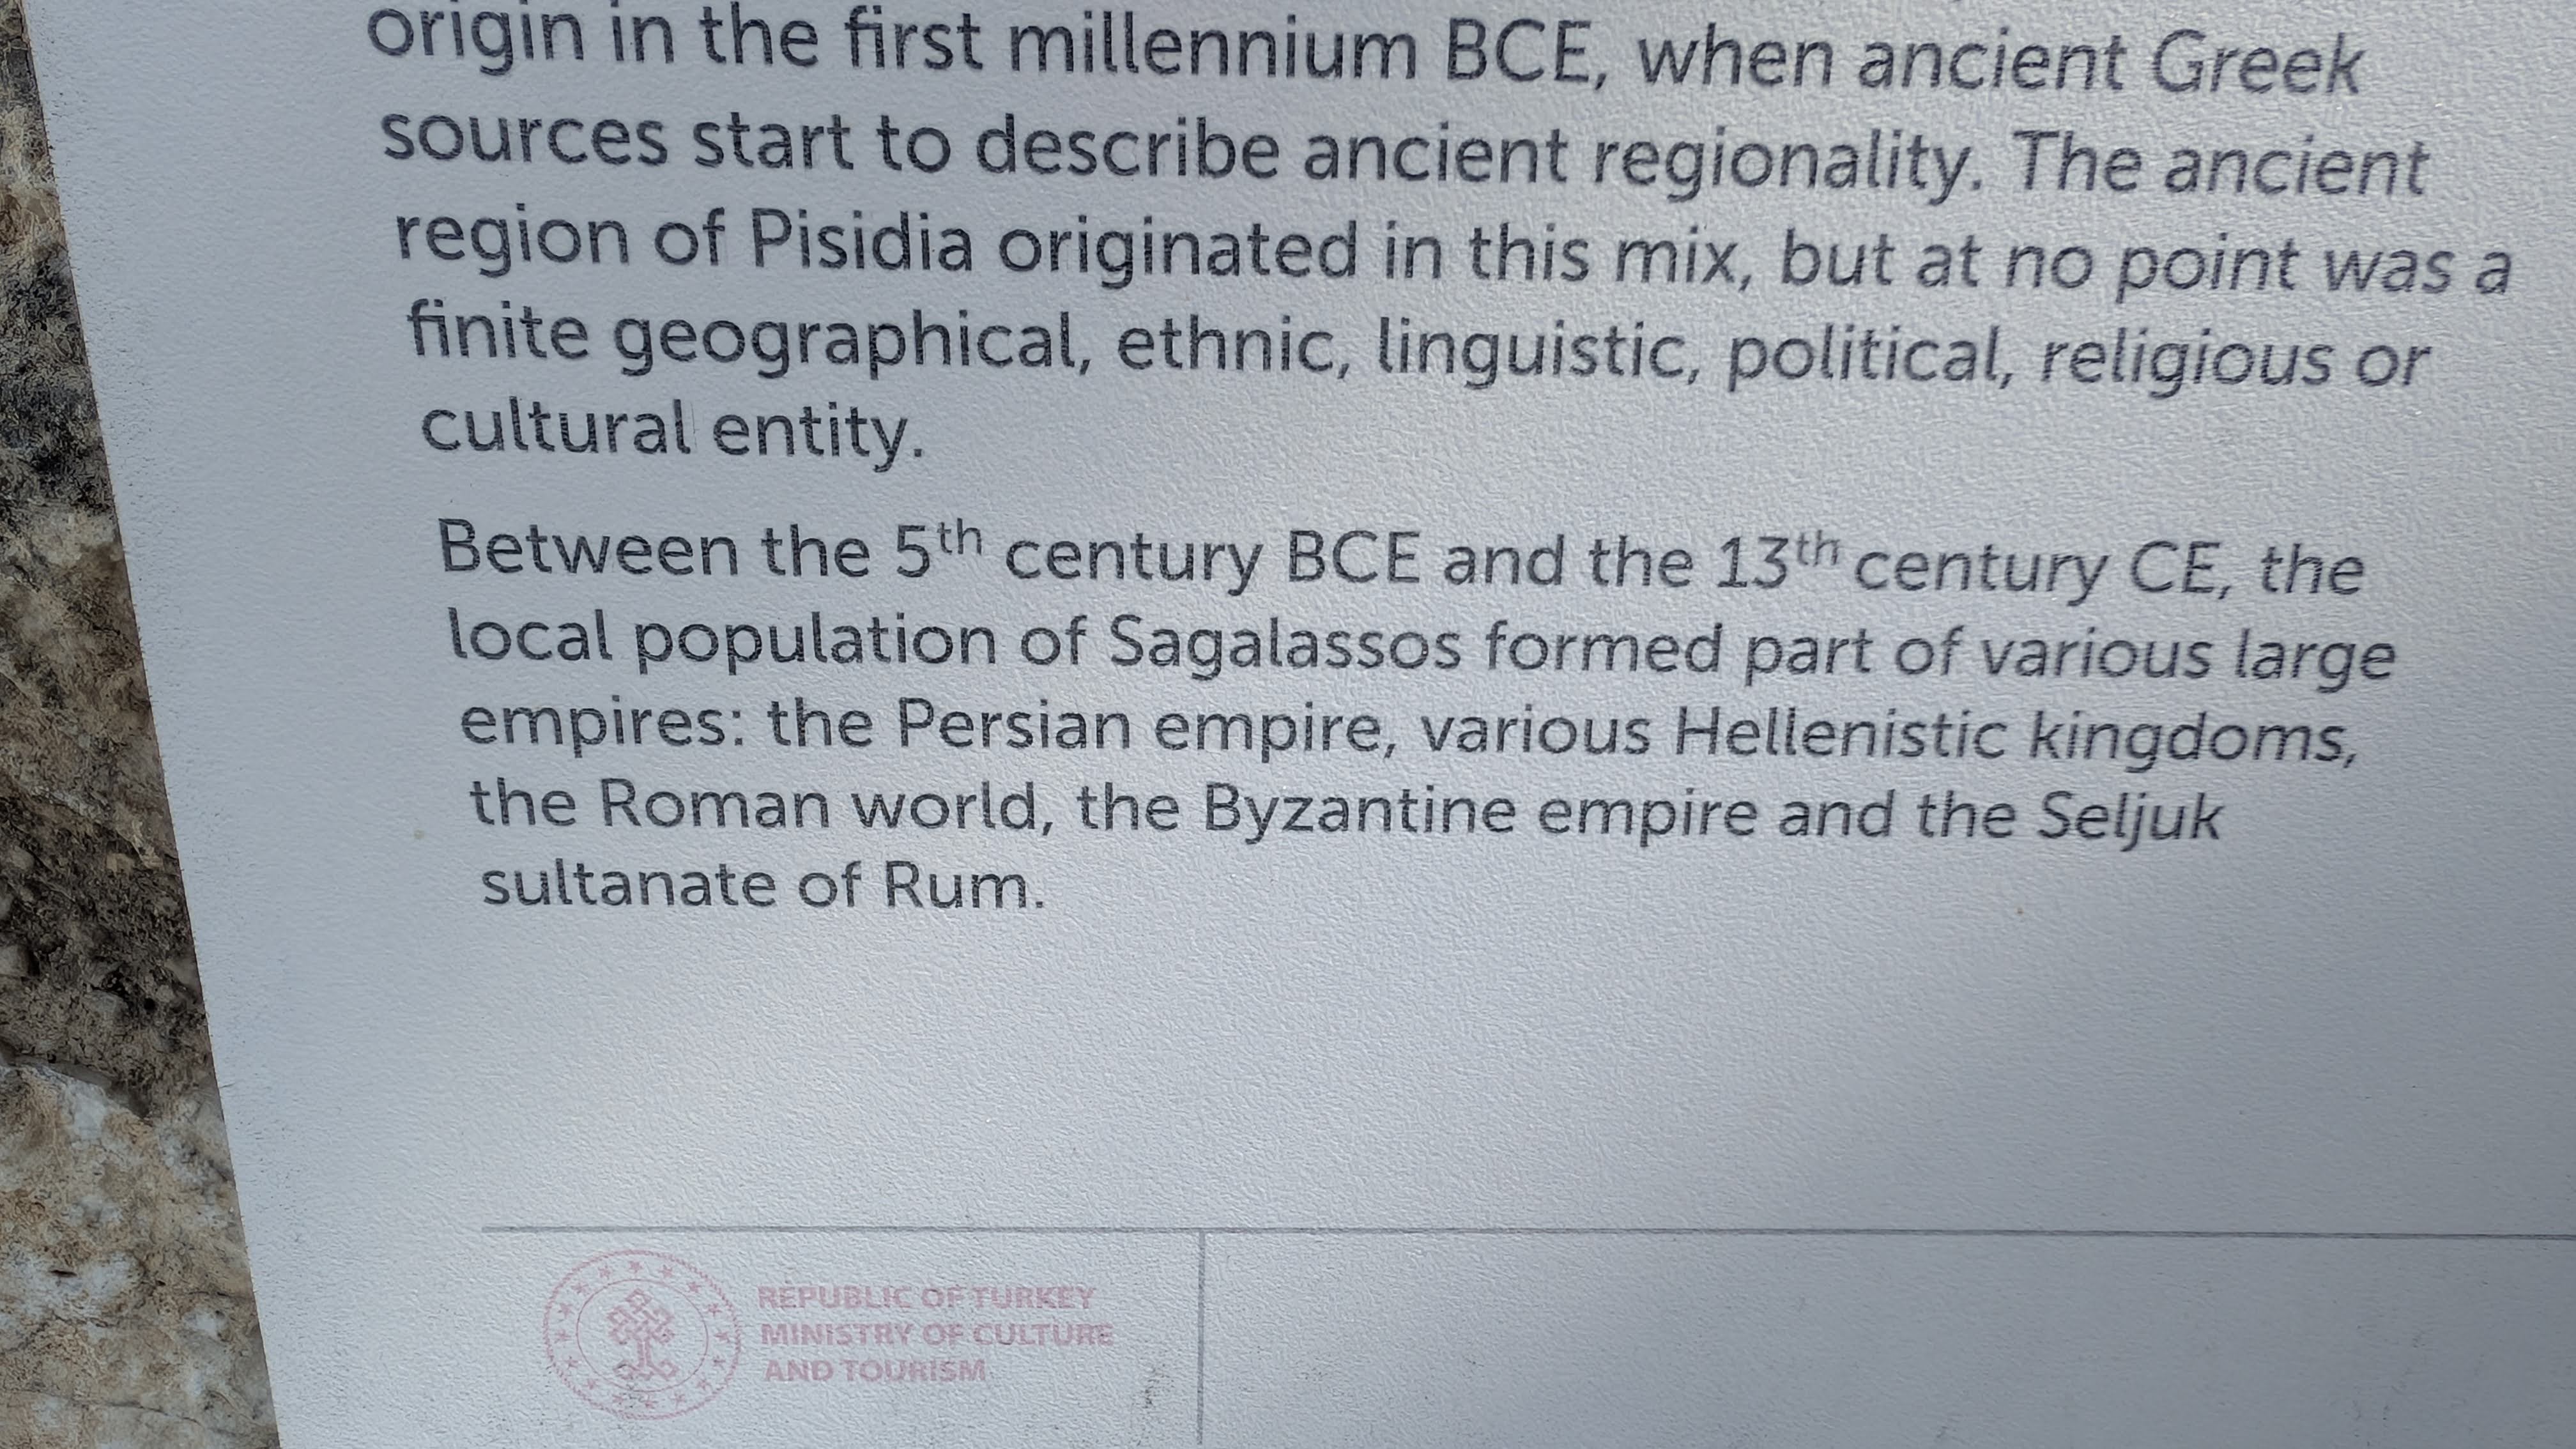 origin in the first millennium BCE, when ancient Greek
sources start to describe ancient regionality. The ancient
region of Pisidia originated in this mix, but at no point was a
finite geographical, ethnic, linguistic, political, religious or
cultural entity.
Between the 5th century BCE and the 13th century CE, the
local population of Sagalassos formed part of various large
empires: the Persian empire, various Hellenistic kingdoms,
the Roman world, the Byzantine empire and the Seljuk
sultanate of Rum.
REPUBLIC OF TURKEY
MINISTRY OF CULTURE
AND TOURISM